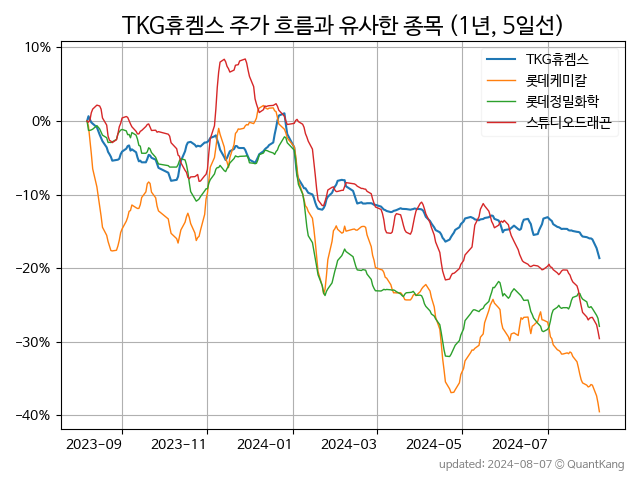 TKG휴켐스 주가 흐름과 유사한 종목 (1년, 5일선)
TKG휴켐스
롯데케미칼
롯데정밀화학
스튜디오드래곤
10%
0%
−10%
−20%
−30%
−40%
2023-09 2023-11 2024-01 2024-03 2024-05 2024-07
updated: 2024-08-07 © QuantKang